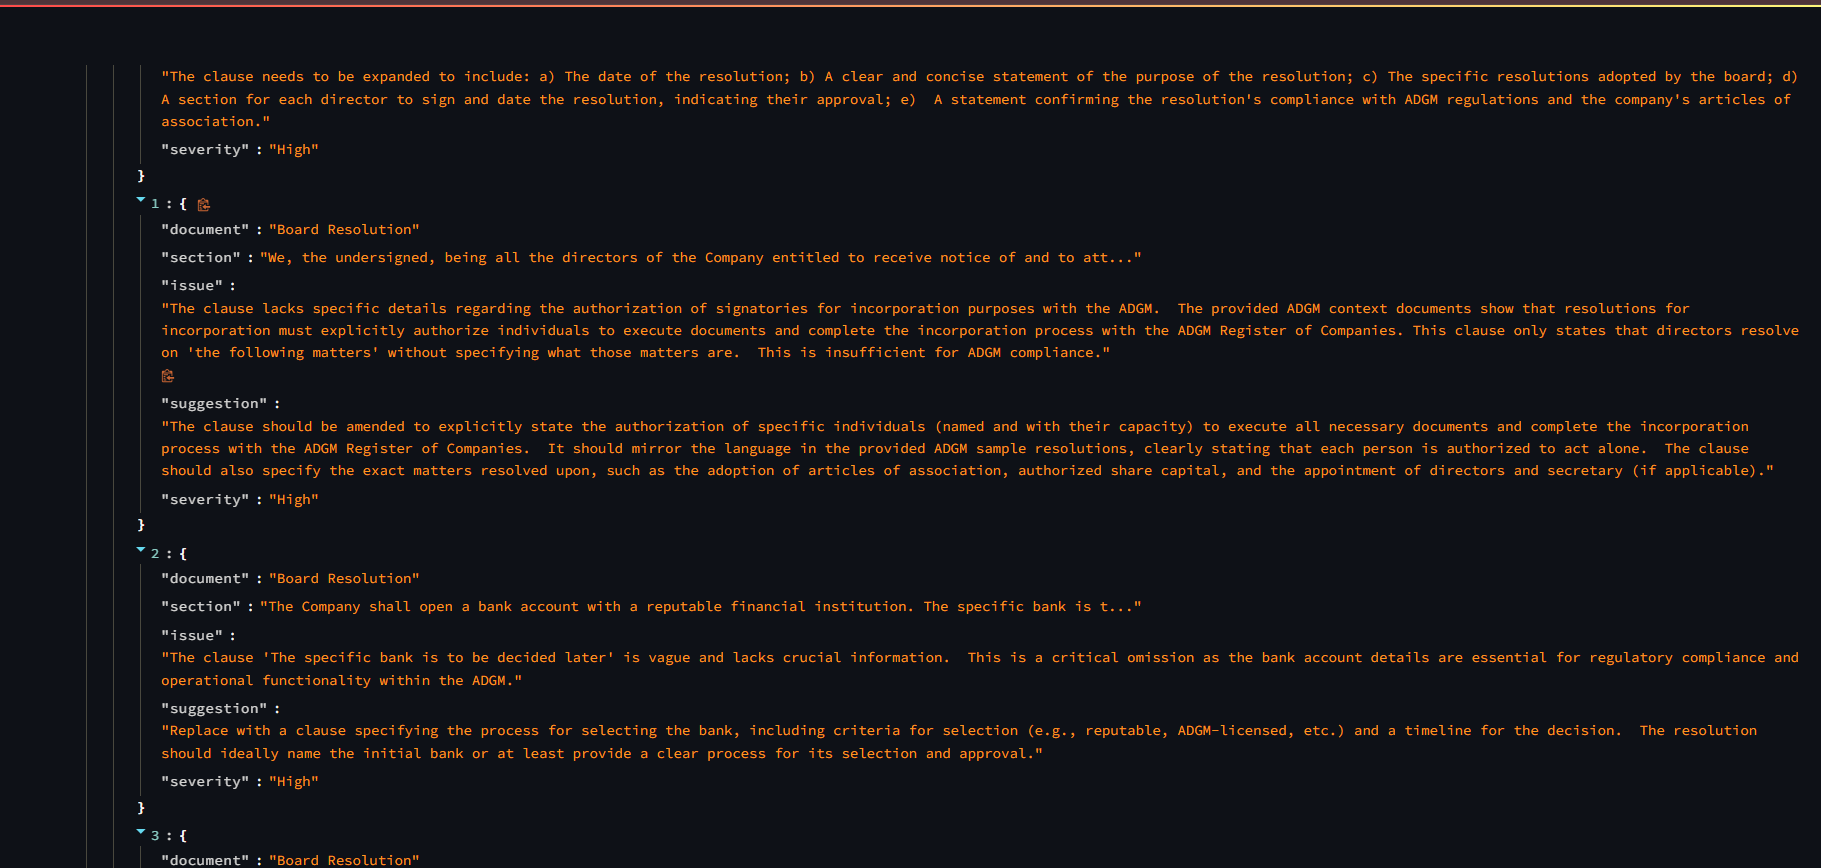 "The clause needs to be expanded to include: a) The date of the resolution; b) A clear and concise statement of the purpose of the resolution; c) The specific resolutions adopted by the board; d)
A section for each director to sign and date the resolution, indicating their approval; e)  A statement confirming the resolution's compliance with ADGM regulations and the company's articles of
association."
"severity" : "High"
}
1 : {
"document" : "Board Resolution"
"section" : "We, the undersigned, being all the directors of the Company entitled to receive notice of and to att..."
"issue" :
"The clause lacks specific details regarding the authorization of signatories for incorporation purposes with the ADGM.  The provided ADGM context documents show that resolutions for
incorporation must explicitly authorize individuals to execute documents and complete the incorporation process with the ADGM Register of Companies. This clause only states that directors resolve
on 'the following matters' without specifying what those matters are.  This is insufficient for ADGM compliance."
"suggestion" :
"The clause should be amended to explicitly state the authorization of specific individuals (named and with their capacity) to execute all necessary documents and complete the incorporation
process with the ADGM Register of Companies.  It should mirror the language in the provided ADGM sample resolutions, clearly stating that each person is authorized to act alone.  The clause
should also specify the exact matters resolved upon, such as the adoption of articles of association, authorized share capital, and the appointment of directors and secretary (if applicable)."
"severity" : "High"
}
2 : {
"document" : "Board Resolution"
"section" : "The Company shall open a bank account with a reputable financial institution. The specific bank is t..."
"issue" :
"The clause 'The specific bank is to be decided later' is vague and lacks crucial information.  This is a critical omission as the bank account details are essential for regulatory compliance and
operational functionality within the ADGM."
"suggestion" :
"Replace with a clause specifying the process for selecting the bank, including criteria for selection (e.g., reputable, ADGM-licensed, etc.) and a timeline for the decision.  The resolution
should ideally name the initial bank or at least provide a clear process for its selection and approval."
"severity" : "High"
}
3 : {
"document" : "Board Resolution"